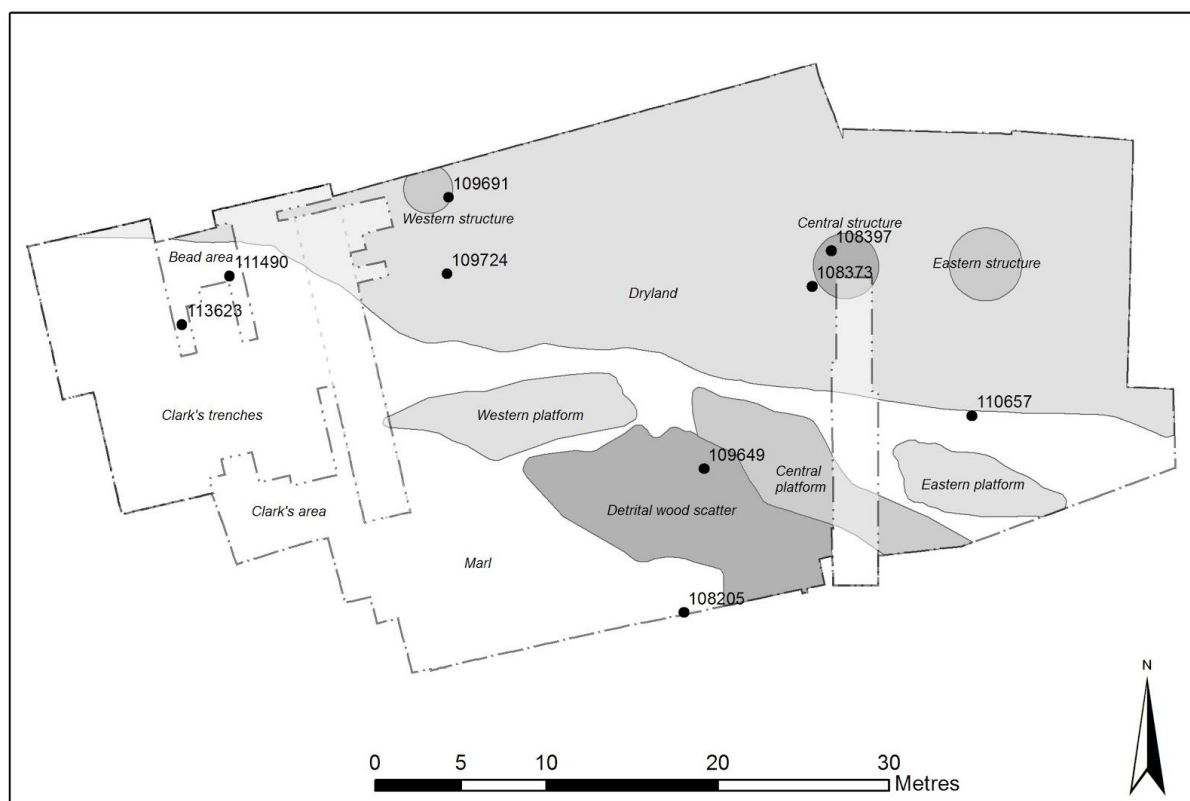 109691
Western structure
Central structure
108397
Bead area
111490
109724
Eastern structure
108373
Dryland
113623
Clark's trenches
Western platform
110657
109649
Central
platform
Eastern platform
Clark's area
Detrital wood scatter
Marl
108205
N
0 5 10 20 30
Metres